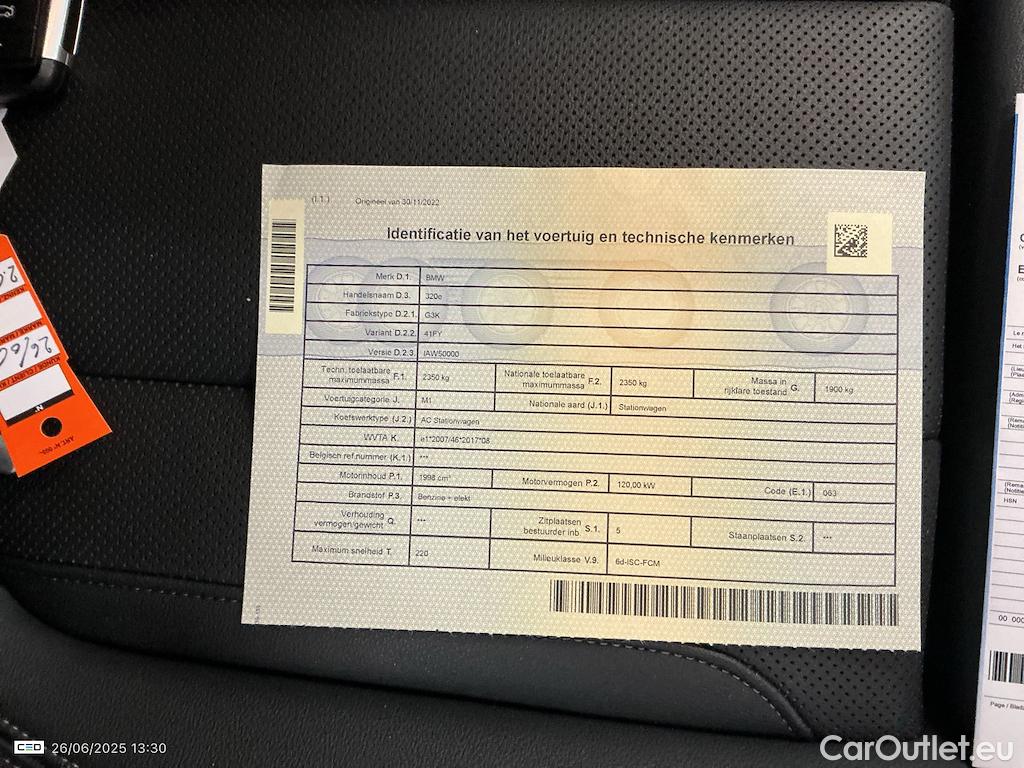 (I.1.) Origineel van 30/11/2022
Identificatie van het voertuig en technische kenmerken
Merk D.1. BMW
Handelsnaam D.3. 320e
Fabriekstype D.2.1. G3K
Variant D.2.2. 41FY
Versie D.2.3. IAW50000
Techn. toelaatbare maximummassa F.1. 2350 kg Nationale toelaatbare maximummassa F.2. 2350 kg Massa in rijklare toestand G. 1900 kg
Voertuigcategorie J. M1 Nationale aard (J.1.) Stationwagen
Koetswerktype (J.2.) AC Stationwagen
WVTA K. e1*2007/46*2017*08
Belgisch ref.nummer (K.1.) ***
Motorinhoud P.1. 1998 cm³ Motorvermogen P.2. 120,00 kW Code (E.1.) 063
Brandstof P.3. Benzine + elekt
Verhouding vermogen/gewicht Q. *** Zitplaatsen bestuurder inb. S.1. 5 Staanplaatsen S.2. ***
Maximum snelheid T. 220 Milieuklasse V.9. 6d-ISC-FCM
HSN
Page / Bladz
26/06/2025 13:30
CarOutlet.eu